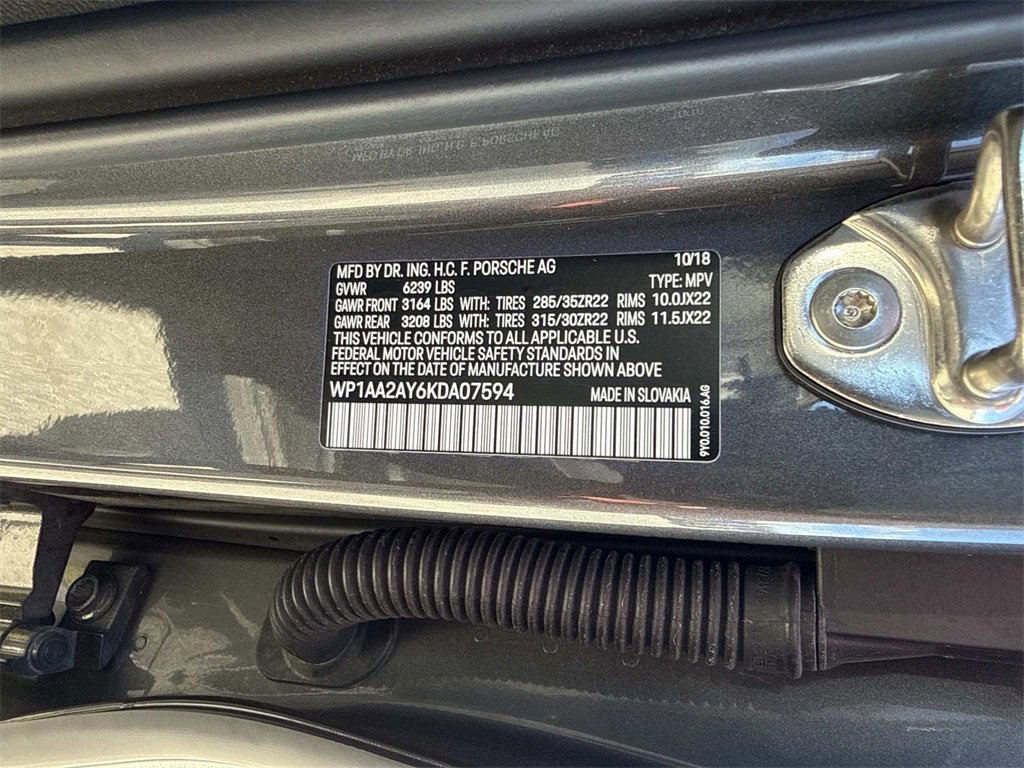 MFD BY DR. ING. H.C. F. PORSCHE AG 10/18
GVWR 6239 LBS TYPE: MPV
GAWR FRONT 3164 LBS WITH: TIRES 285/35ZR22 RIMS 10.0JX22
GAWR REAR 3208 LBS WITH: TIRES 315/30ZR22 RIMS 11.5JX22
THIS VEHICLE CONFORMS TO ALL APPLICABLE U.S.
FEDERAL MOTOR VEHICLE SAFETY STANDARDS IN
EFFECT ON THE DATE OF MANUFACTURE SHOWN ABOVE
WP1AA2AY6KDA07594 MADE IN SLOVAKIA
9Y0.010.016.AG